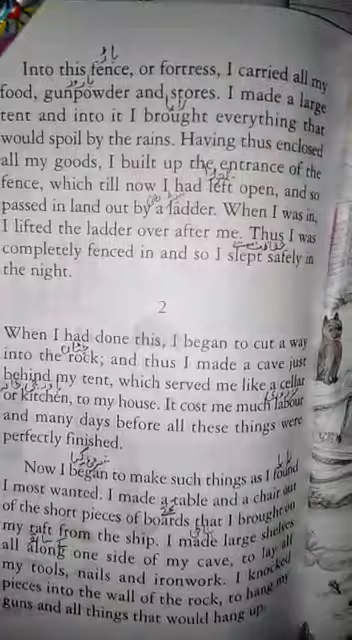 Into this fence, or fortress, I carried all my
food, gunpowder and stores. I made a large
tent and into it I brought everything that
would spoil by the rains. Having thus enclosed
all my goods, I built up the entrance of the
fence, which till now I had left open, and so
passed in land out by a ladder. When I was in,
I lifted the ladder over after me. Thus I was
completely fenced in and so I slept safely in
the night.
2
When I had done this, I began to cut a way
into the rock; and thus I made a cave just
behind my tent, which served me like a cellar
or kitchen, to my house. It cost me much labour
and many days before all these things were
perfectly finished.
Now I began to make such things as I found
I most wanted. I made a table and a chair out
of the short pieces of boards that I brought on
my raft from the ship. I made large shelves
all along one side of my cave, to lay all
my tools, nails and ironwork. I knocked
pieces into the wall of the rock, to hang my
guns and all things that would hang up.